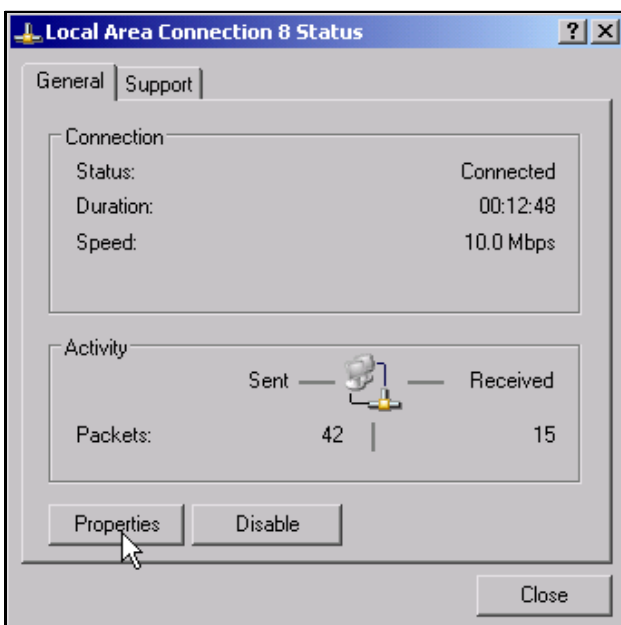 Local Area Connection 8 Status
General Support
Connection
Status: Connected
Duration: 00:12:48
Speed: 10.0 Mbps
Activity
Sent Received
Packets: 42 15
Properties Disable
Close